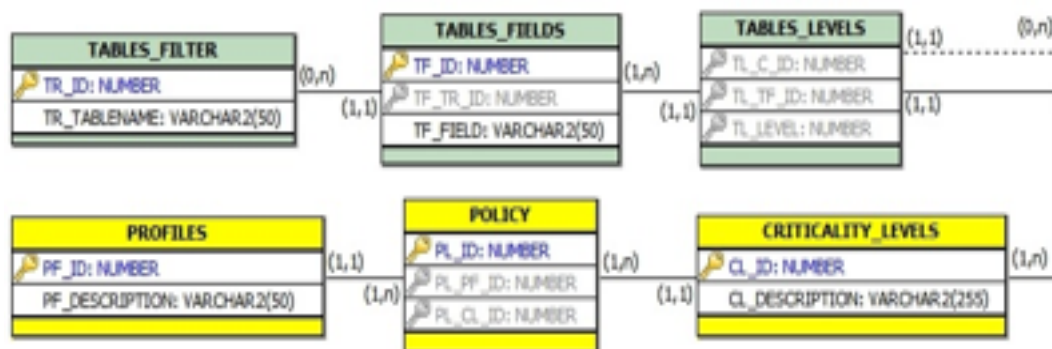 TABLES_FILTER
TR_ID: NUMBER
TR_TABLENAME: VARCHAR2(50)
(0,n)
(1,1)
TABLES_FIELDS
TF_ID: NUMBER
TF_TR_ID: NUMBER
TF_FIELD: VARCHAR2(50)
(1,n)
(1,1)
TABLES_LEVELS
TL_C_ID: NUMBER
TL_TF_ID: NUMBER
TL_LEVEL: NUMBER
(1,1)
(0,n)
(1,1)
PROFILES
PF_ID: NUMBER
PF_DESCRIPTION: VARCHAR2(50)
(1,1)
(1,n)
POLICY
PL_ID: NUMBER
PL_PF_ID: NUMBER
PL_CL_ID: NUMBER
(1,n)
(1,1)
CRITICALITY_LEVELS
CL_ID: NUMBER
CL_DESCRIPTION: VARCHAR2(255)
(1,n)